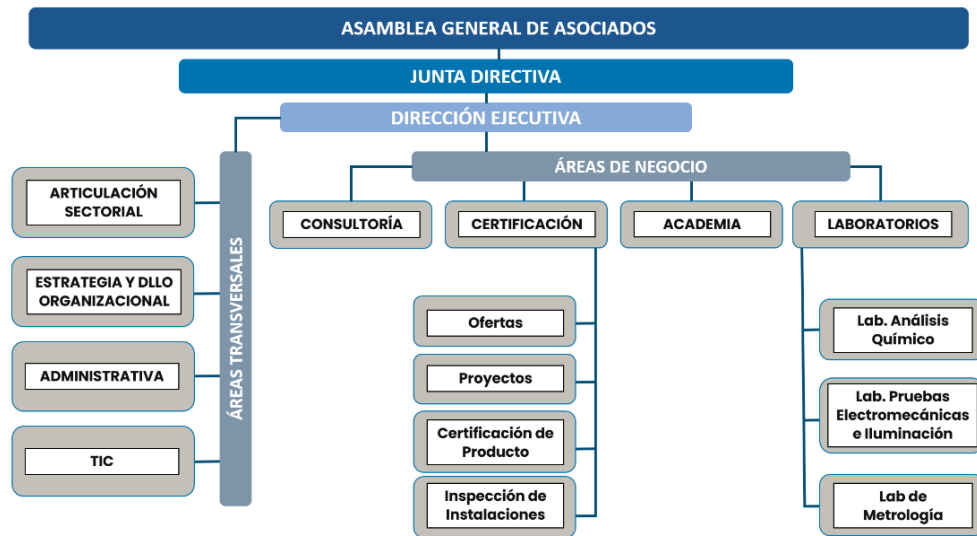 ASAMBLEA GENERAL DE ASOCIADOS
JUNTA DIRECTIVA
DIRECCIÓN EJECUTIVA
ÁREAS TRANSVERSALES
ARTICULACIÓN
SECTORIAL
ESTRATEGIA Y DLLO
ORGANIZACIONAL
ADMINISTRATIVA
TIC
ÁREAS DE NEGOCIO
CONSULTORÍA
CERTIFICACIÓN
ACADEMIA
LABORATORIOS
Ofertas
Proyectos
Certificación de
Producto
Inspección de
Instalaciones
Lab. Análisis
Químico
Lab. Pruebas
Electromecánicas
e Iluminación
Lab de
Metrología